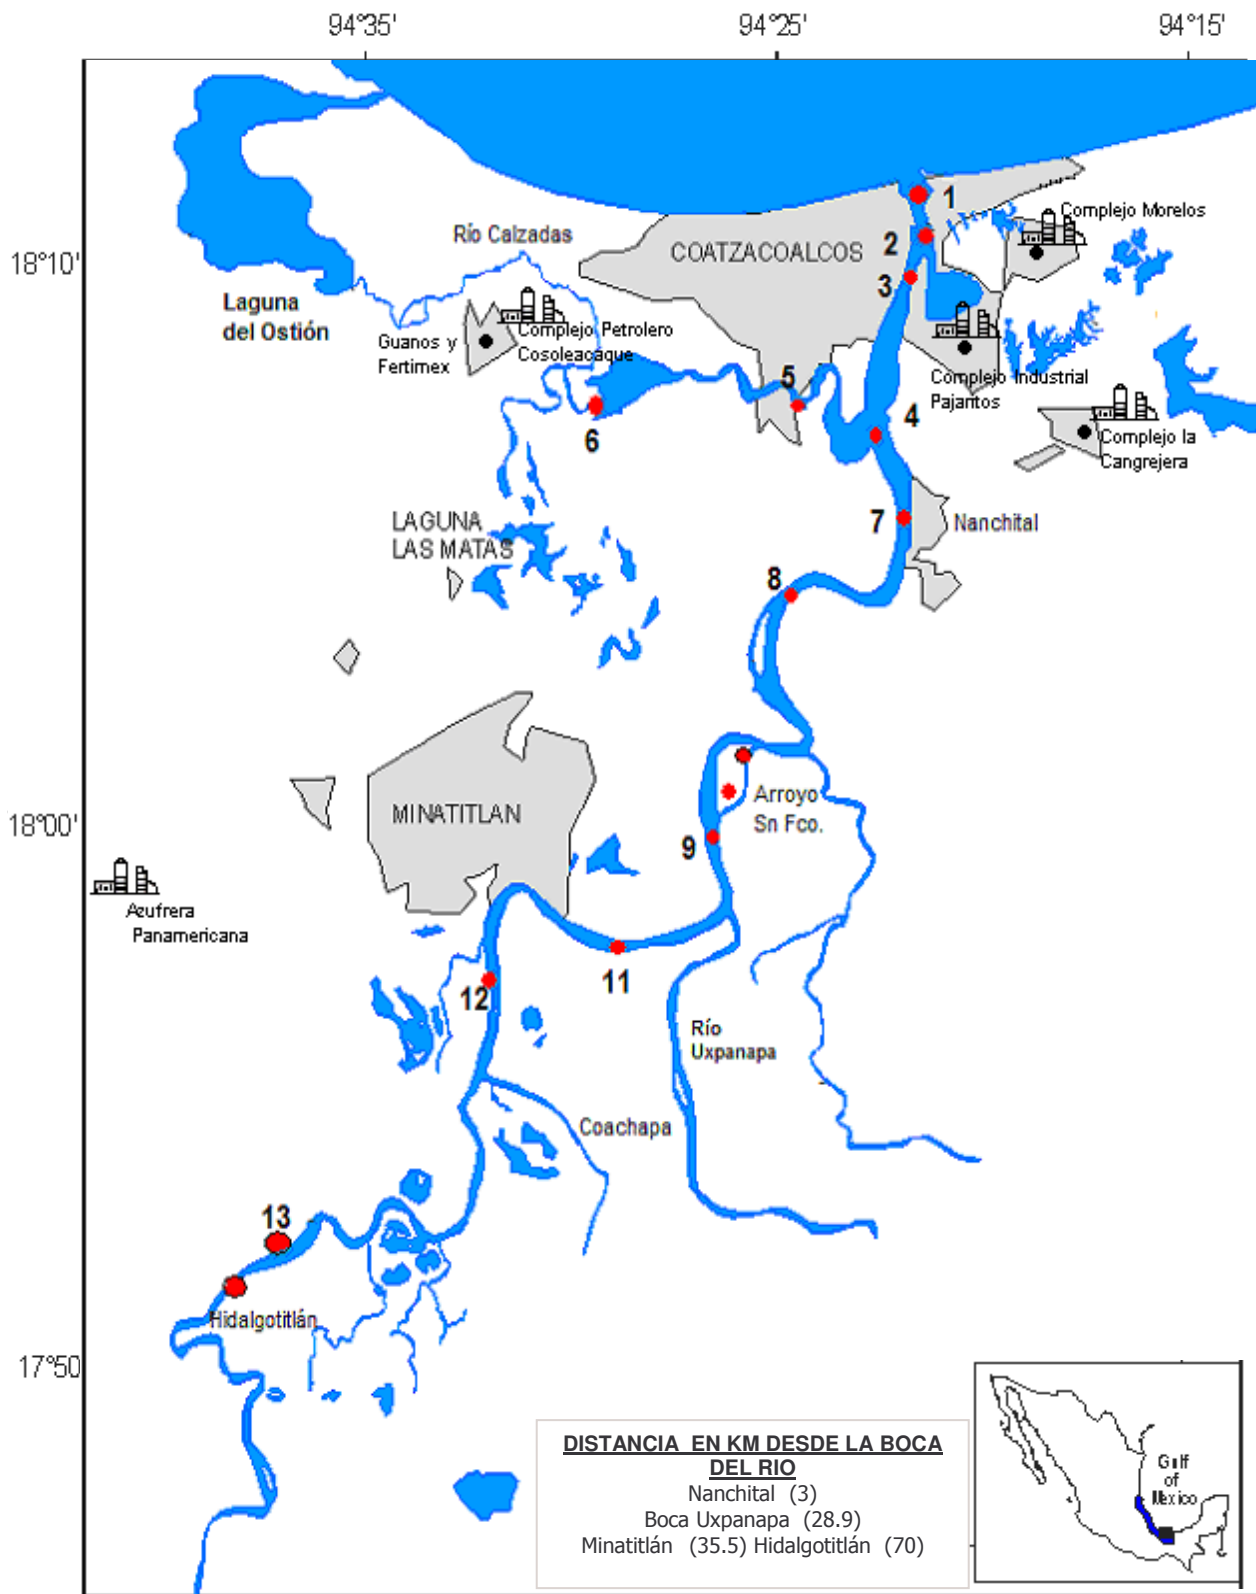 94°35'
94°25'
94°15'
1
Complejo Morelos
Río Calzadas
2
COATZACOALCOS
18°10'
3
Laguna
del Ostión
Guanos y
Fertimex
Complejo Petrolero
Cosoleacaque
5
Complejo Industrial
Pajaritos
4
6
Complejo la
Cangrejera
LAGUNA
LAS MATAS
7
Nanchital
8
MINATITLAN
Arroyo
Sn Fco.
18°00'
9
Azufrera
Panamericana
11
12
Río
Uxpanapa
Coachapa
13
Hidalgotitlán
17°50
DISTANCIA EN KM DESDE LA BOCA
DEL RIO
Nanchital (3)
Boca Uxpanapa (28.9)
Minatitlán (35.5) Hidalgotitlán (70)
Gulf
of
Mexico